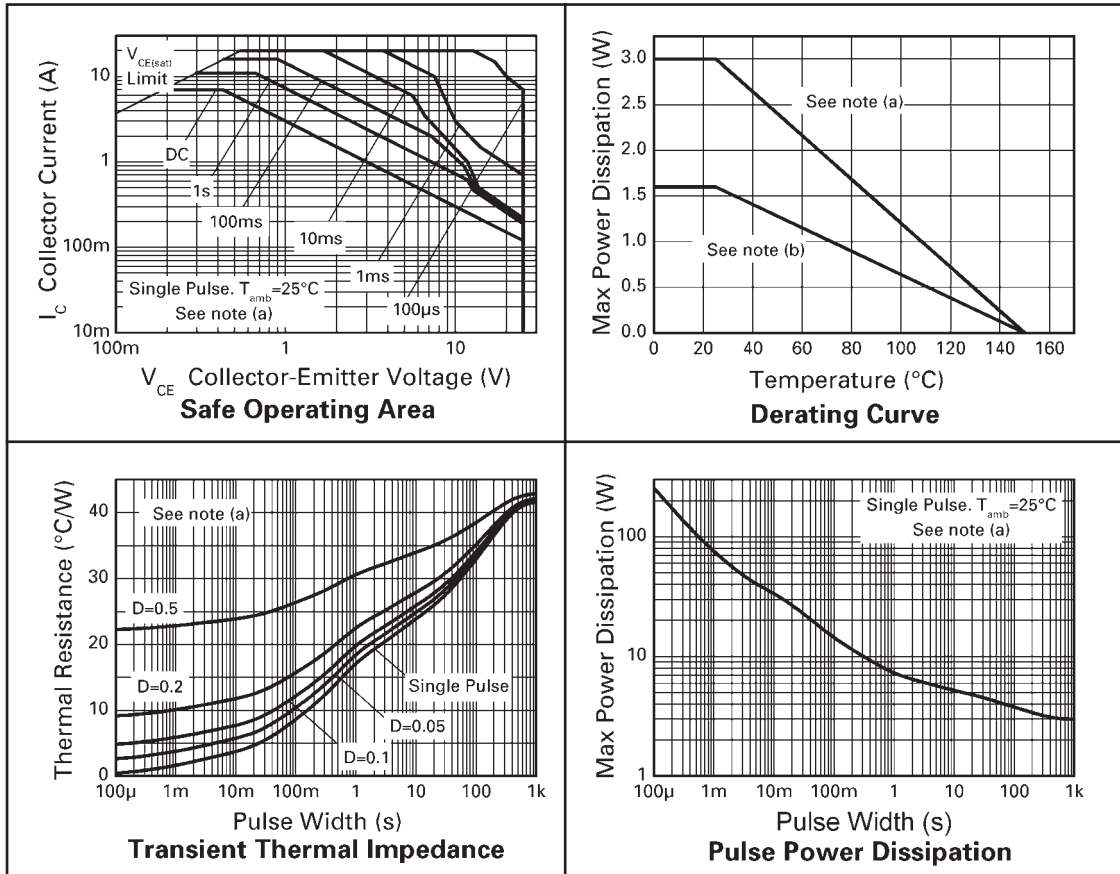 I_C Collector Current (A)
10
1
100m
10m
V_CE(sat)
Limit
DC
1s
100ms
10ms
1ms
100µs
Single Pulse. T_amb=25°C
See note (a)
100m 1 10
V_CE Collector-Emitter Voltage (V)
Safe Operating Area
Max Power Dissipation (W)
3.0
2.5
2.0
1.5
1.0
0.5
0.0
See note (a)
See note (b)
0 20 40 60 80 100 120 140 160
Temperature (°C)
Derating Curve
Thermal Resistance (°C/W)
40
30
20
10
0
See note (a)
D=0.5
D=0.2
Single Pulse
D=0.05
D=0.1
100µ 1m 10m 100m 1 10 100 1k
Pulse Width (s)
Transient Thermal Impedance
Max Power Dissipation (W)
100
10
1
Single Pulse. T_amb=25°C
See note (a)
100µ 1m 10m 100m 1 10 100 1k
Pulse Width (s)
Pulse Power Dissipation